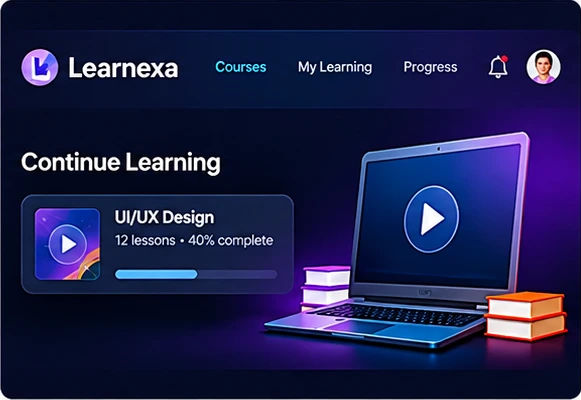 Learnexa
Courses
My Learning
Progress
Continue Learning
UI/UX Design
12 lessons • 40% complete